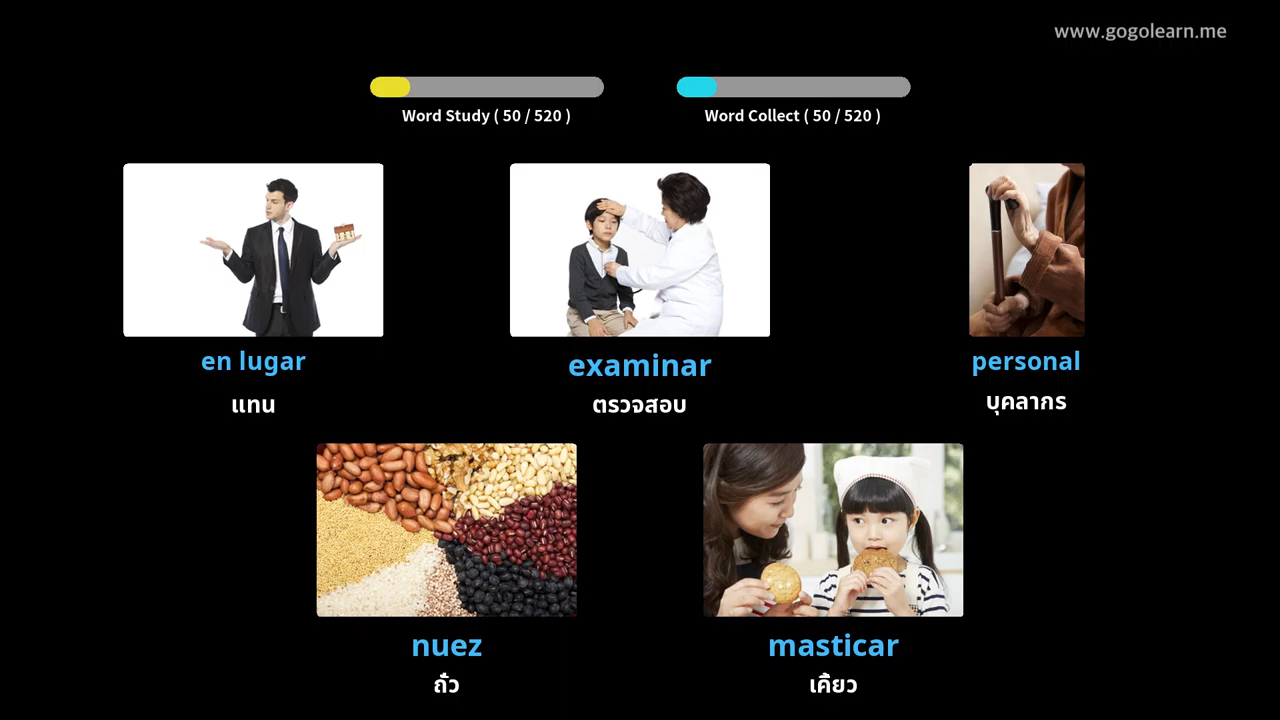 www.gogolearn.me
Word Study ( 50 / 520 )
Word Collect ( 50 / 520 )
en lugar
แทน
examinar
ตรวจสอบ
personal
บุคลากร
nuez
ถั่ว
masticar
เคี้ยว